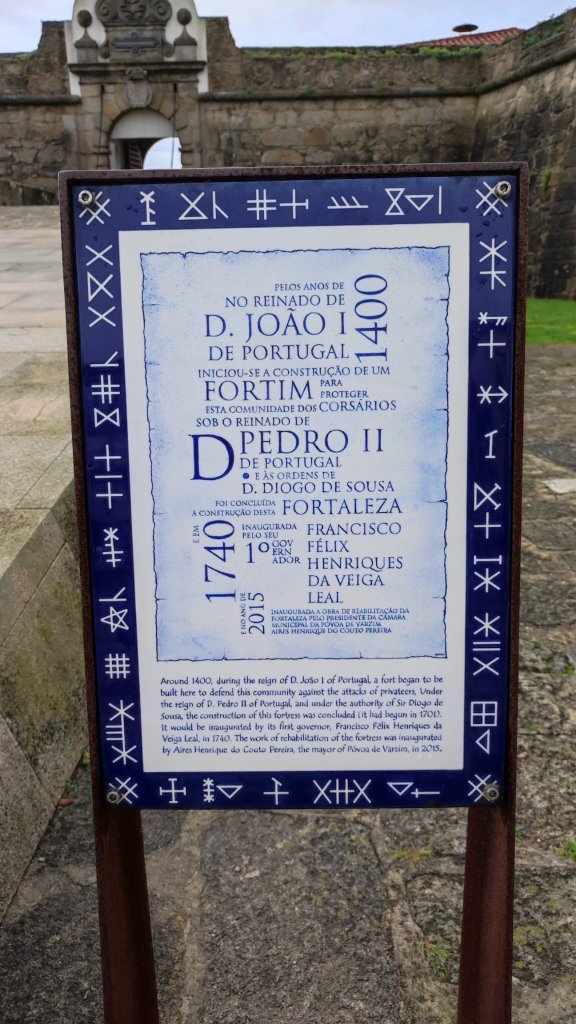 PELOS ANOS DE
NO REINADO DE
D. JOÃO I
DE PORTUGAL
1400
INICIOU-SE A CONSTRUÇÃO DE UM
FORTIM PARA
PROTEGER
ESTA COMUNIDADE DOS CORSÁRIOS
SOB O REINADO DE
D PEDRO II
DE PORTUGAL
• E ÀS ORDENS DE
D. DIOGO DE SOUSA
FOI CONCLUÍDA
A CONSTRUÇÃO DESTA FORTALEZA
E EM
1740
INAUGURADA
PELO SEU
1º GOV
ERN
ADOR
FRANCISCO
FÉLIX
HENRIQUES
DA VEIGA
LEAL
E NO ANO DE
2015
INAUGURADA A OBRA DE REABILITAÇÃO DA
FORTALEZA PELO PRESIDENTE DA CÂMARA
MUNICIPAL DA PÓVOA DE VARZIM,
AIRES HENRIQUE DO COUTO PEREIRA
Around 1400, during the reign of D. João I of Portugal, a fort began to be
built here to defend this community against the attacks of privateers. Under
the reign of D. Pedro II of Portugal, and under the authority of Sir Diogo de
Sousa, the construction of this fortress was concluded (it had begun in 1701).
It would be inaugurated by its first governor, Francisco Félix Henriques da
Veiga Leal, in 1740. The work of rehabilitation of the fortress was inaugurated
by Aires Henrique do Couto Pereira, the mayor of Póvoa de Varzim, in 2015.